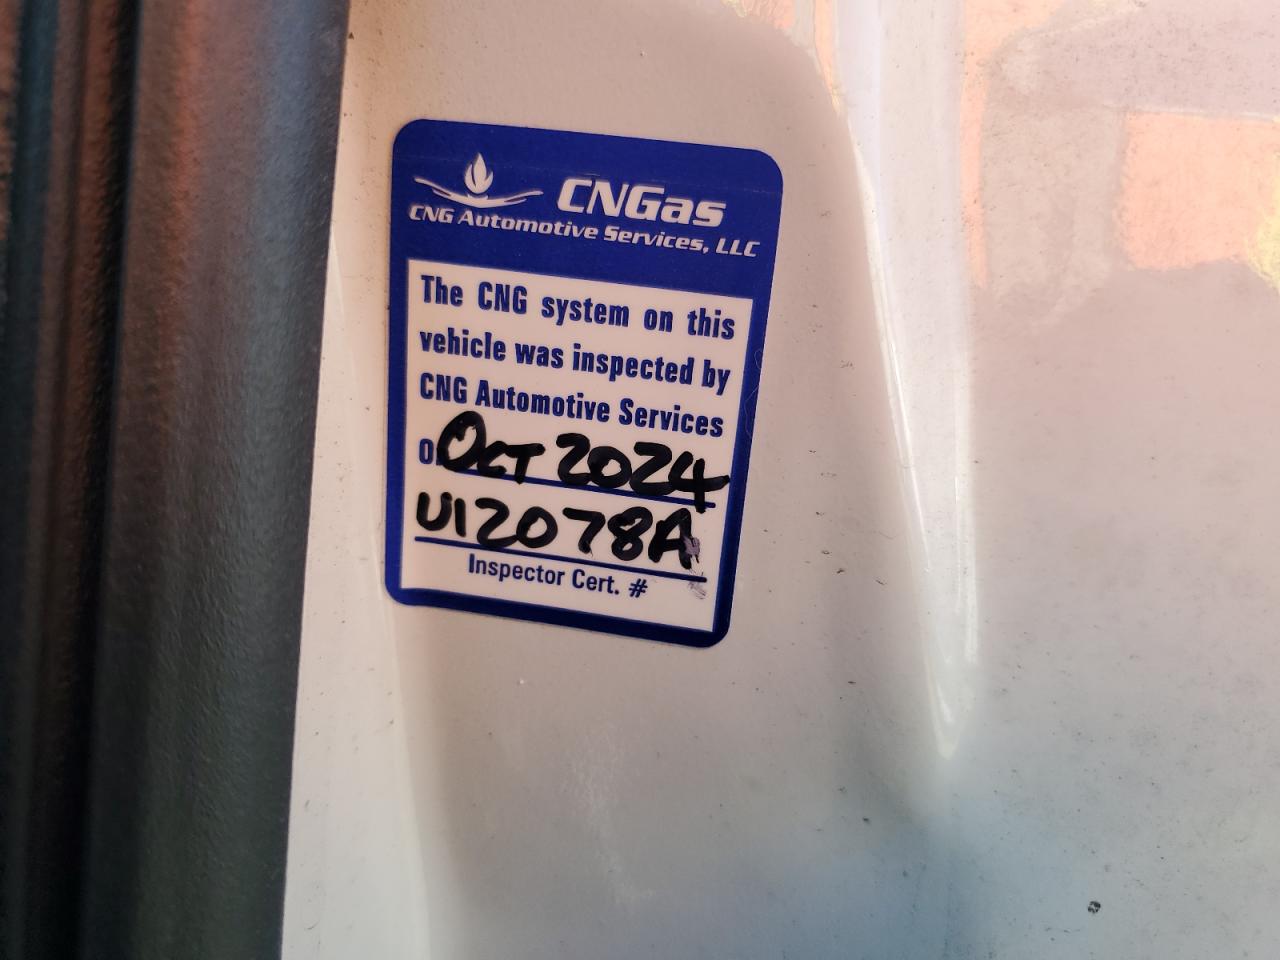 CNGas
CNG Automotive Services, LLC
The CNG system on this
vehicle was inspected by
CNG Automotive Services
on Oct 2024
U12078A
Inspector Cert. #